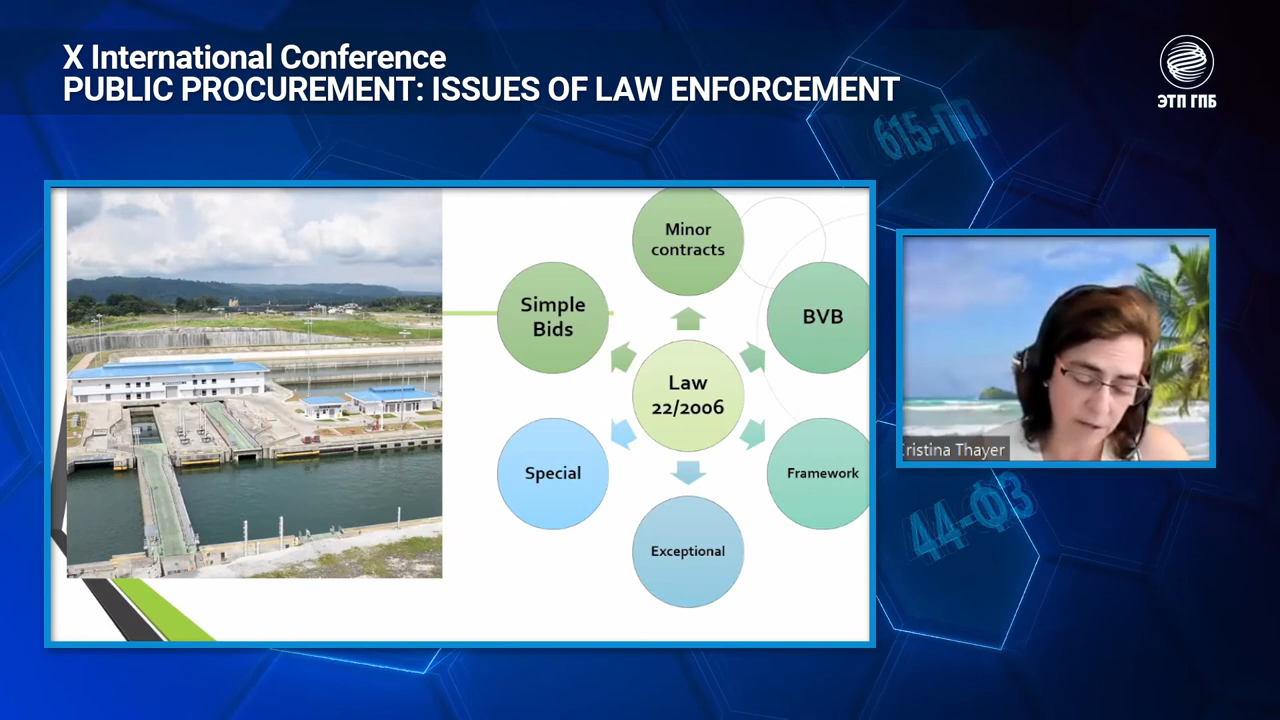 X International Conference
PUBLIC PROCUREMENT: ISSUES OF LAW ENFORCEMENT
ЭТП ГПБ
615-ПП
Minor
contracts
Simple
Bids
BVB
Law
22/2006
Special
Framework
Exceptional
ristina Thayer
44-ФЗ